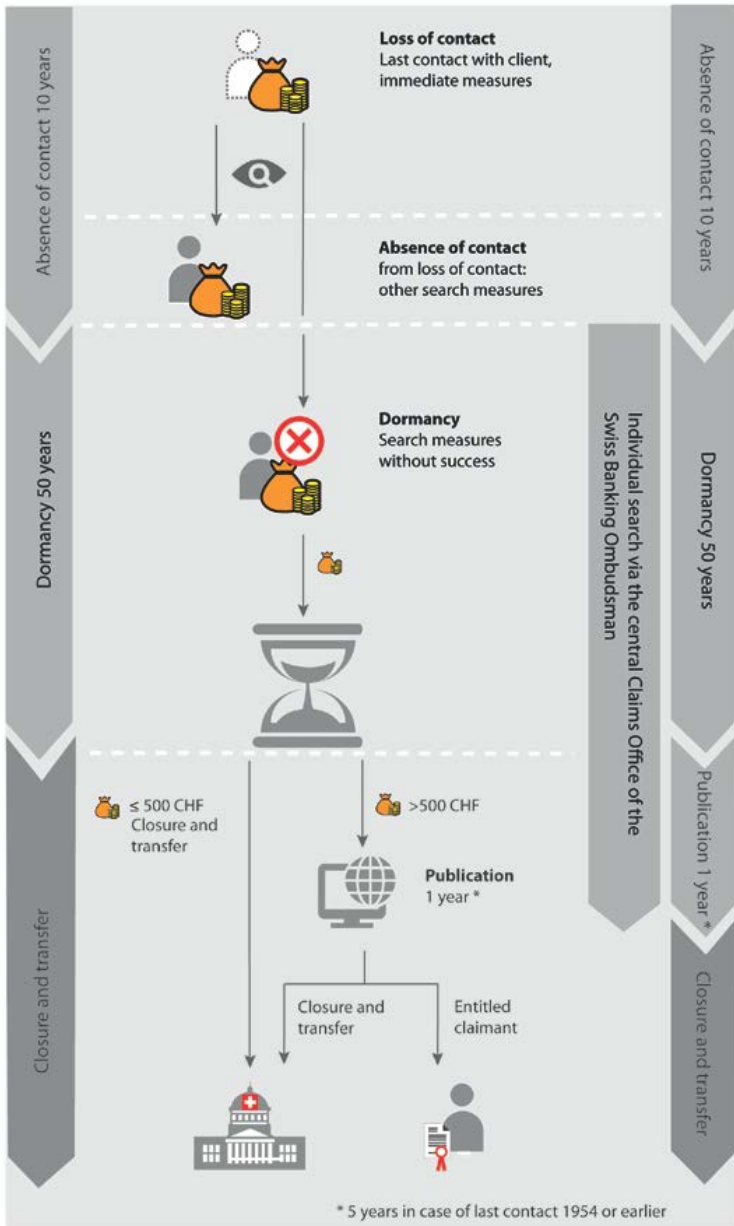 Absence of contact 10 years
Loss of contact
Last contact with client,
immediate measures
Absence of contact 10 years
Absence of contact
from loss of contact:
other search measures
Dormancy 50 years
Dormancy
Search measures
without success
Individual search via the central Claims Office of the
Swiss Banking Ombudsman
Dormancy 50 years
≤ 500 CHF
Closure and
transfer
>500 CHF
Publication
1 year *
Publication 1 year *
Closure and transfer
Closure and
transfer
Entitled
claimant
Closure and transfer
* 5 years in case of last contact 1954 or earlier